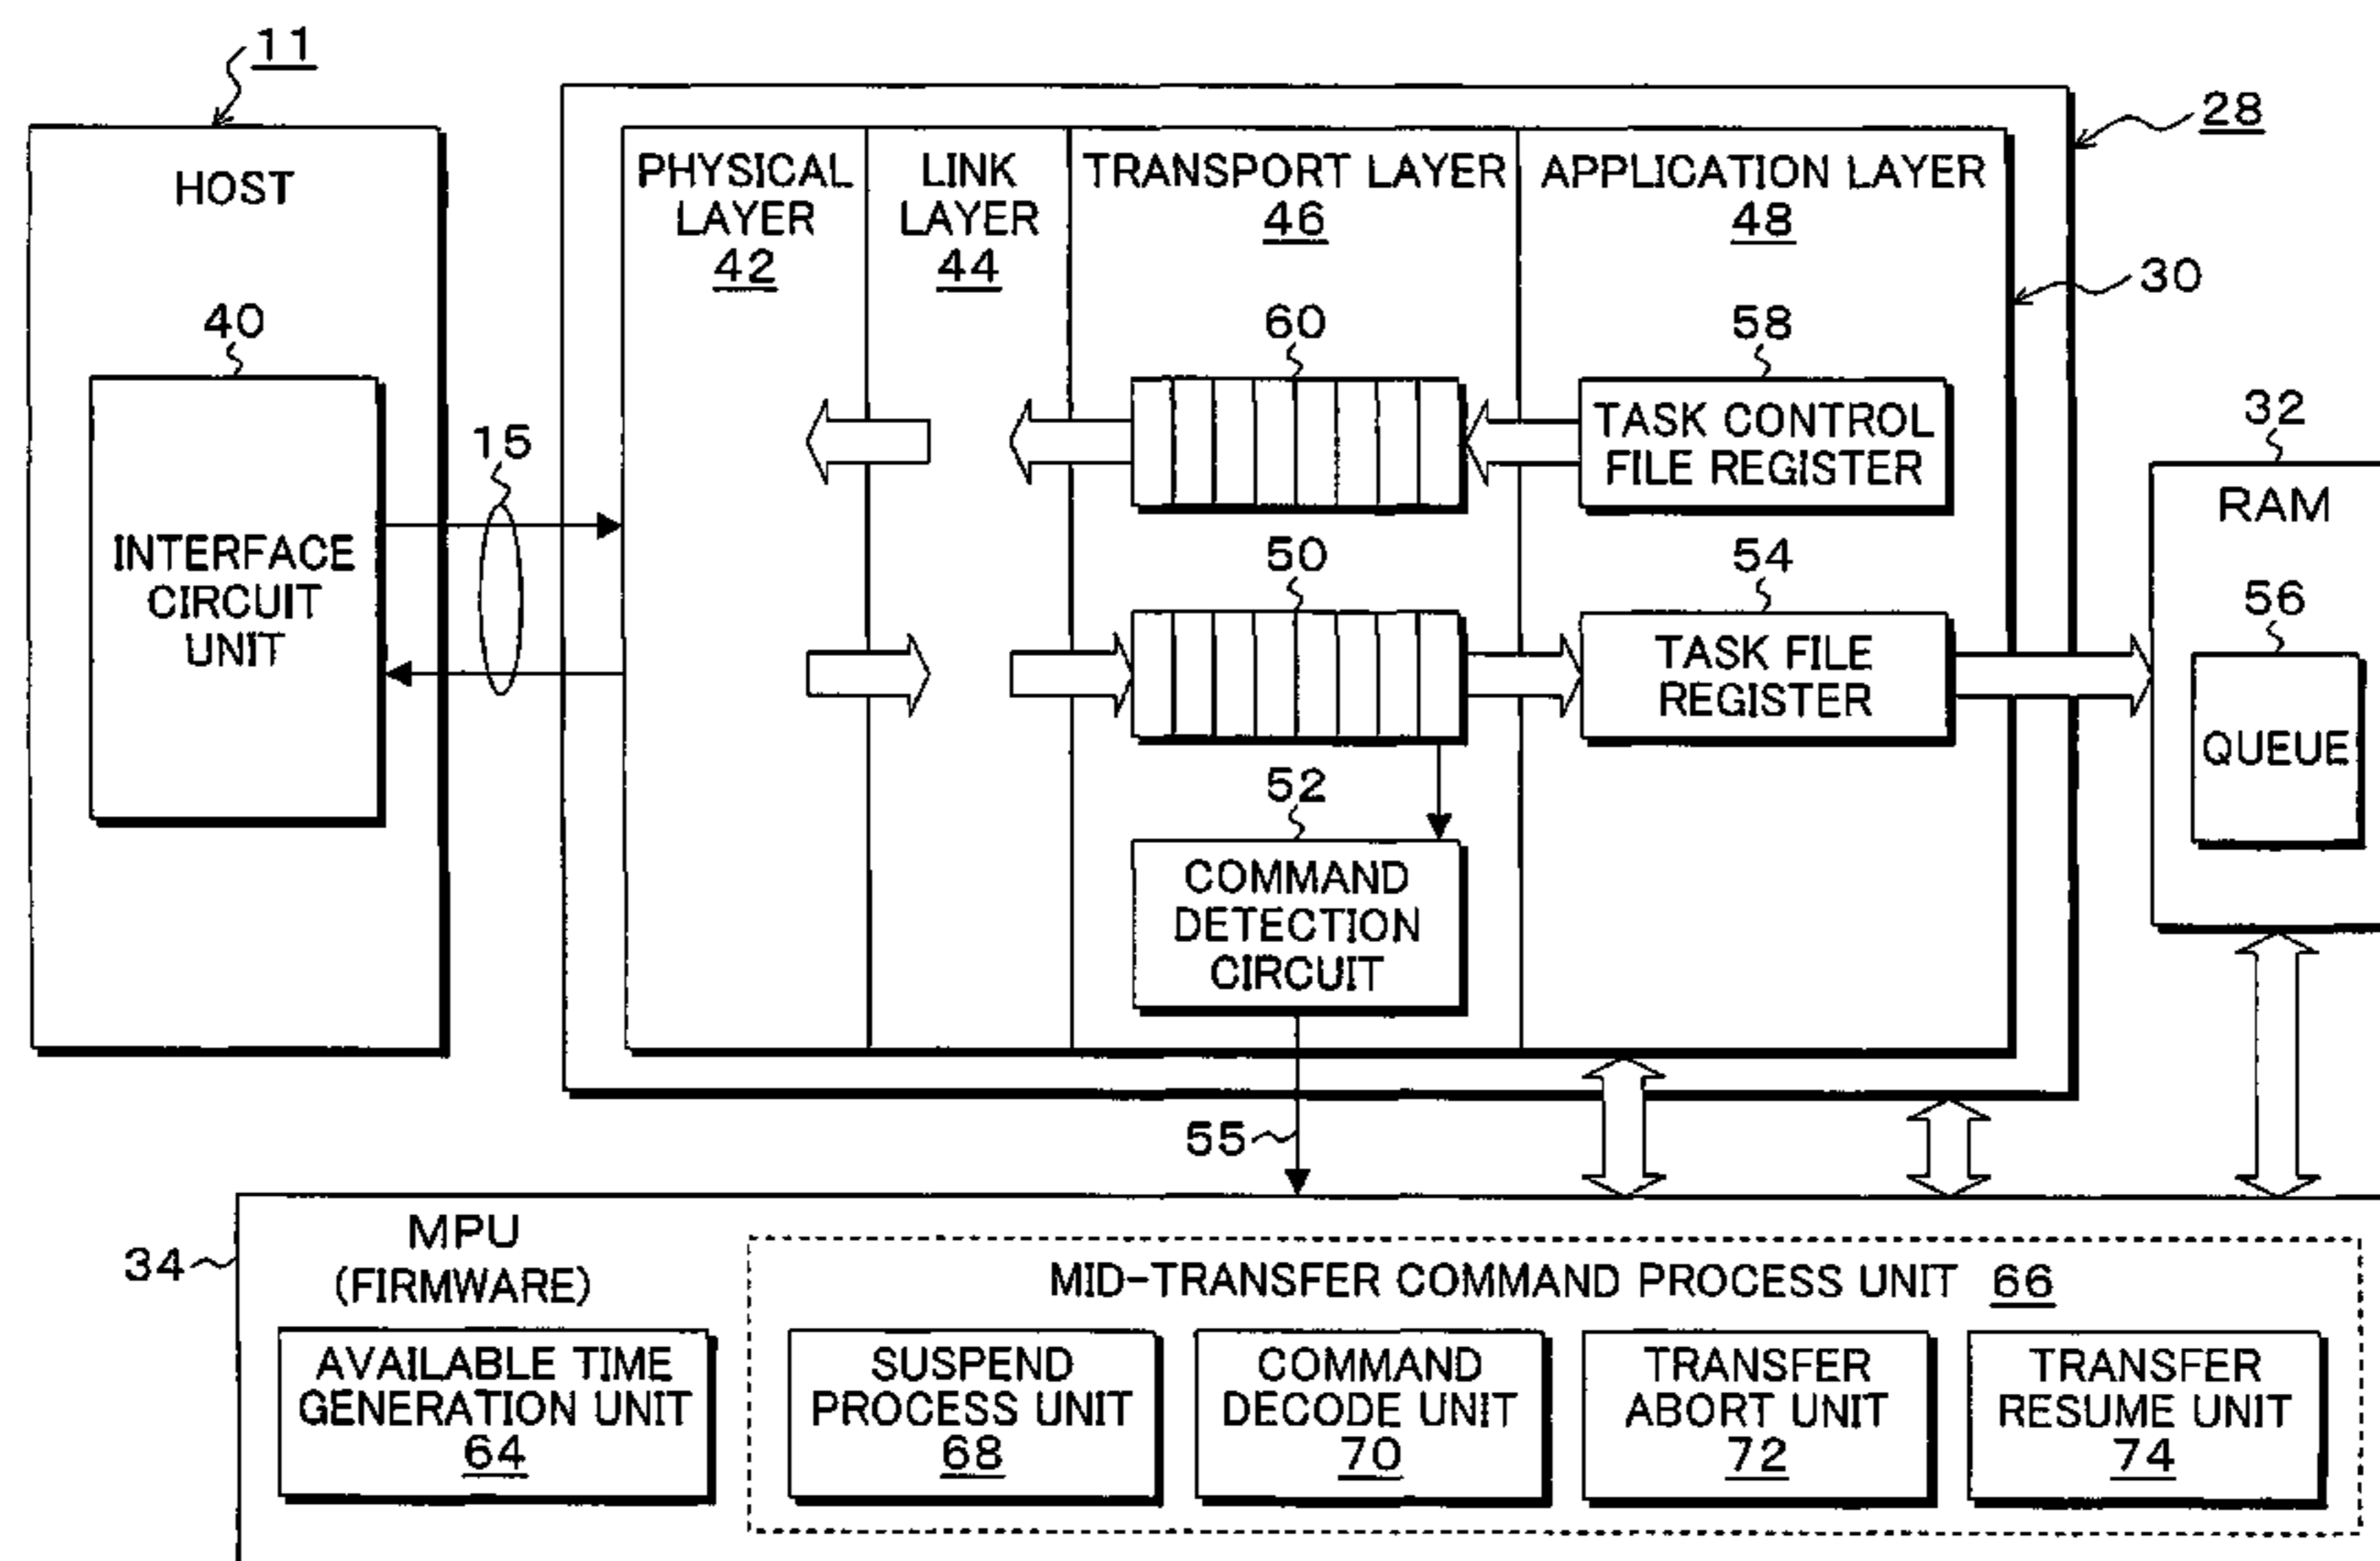 11
28
HOST
PHYSICAL
LAYER
42
LINK
LAYER
44
TRANSPORT LAYER
46
APPLICATION LAYER
48
30
40
60
58
32
INTERFACE
CIRCUIT
UNIT
15
TASK CONTROL
FILE REGISTER
RAM
50
54
56
TASK FILE
REGISTER
QUEUE
52
COMMAND
DETECTION
CIRCUIT
55
34
MPU
(FIRMWARE)
MID-TRANSFER COMMAND PROCESS UNIT 66
AVAILABLE TIME
GENERATION UNIT
64
SUSPEND
PROCESS UNIT
68
COMMAND
DECODE UNIT
70
TRANSFER
ABORT UNIT
72
TRANSFER
RESUME UNIT
74